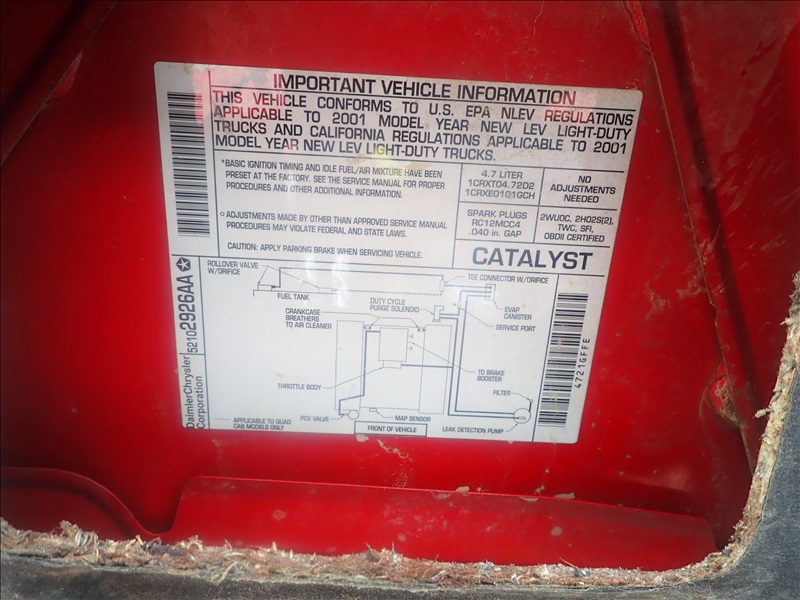 IMPORTANT VEHICLE INFORMATION
THIS VEHICLE CONFORMS TO U.S. EPA NLEV REGULATIONS
APPLICABLE TO 2001 MODEL YEAR NEW LEV LIGHT-DUTY
TRUCKS AND CALIFORNIA REGULATIONS APPLICABLE TO 2001
MODEL YEAR NEW LEV LIGHT-DUTY TRUCKS.
*BASIC IGNITION TIMING AND IDLE FUEL/AIR MIXTURE HAVE BEEN
PRESET AT THE FACTORY. SEE THE SERVICE MANUAL FOR PROPER
PROCEDURES AND OTHER ADDITIONAL INFORMATION.
ADJUSTMENTS MADE BY OTHER THAN APPROVED SERVICE MANUAL
PROCEDURES MAY VIOLATE FEDERAL AND STATE LAWS.
CAUTION: APPLY PARKING BRAKE WHEN SERVICING VEHICLE.
4.7 LITER
1CRXT04.72D2
1CRXE0101GCH
NO
ADJUSTMENTS
NEEDED
SPARK PLUGS
RC12MCC4
.040 in. GAP
2WU0C, 2HO2S(2),
TWC, SFI,
OBDII CERTIFIED
CATALYST
ROLLOVER VALVE
W/ORIFICE
FUEL TANK
TEE CONNECTOR W/ORIFICE
DUTY CYCLE
PURGE SOLENOID
EVAP
CANISTER
CRANKCASE
BREATHERS
TO AIR CLEANER
SERVICE PORT
TO BRAKE
BOOSTER
THROTTLE BODY
FILTER
PCV VALVE
MAP SENSOR
LEAK DETECTION PUMP
APPLICABLE TO QUAD
CAB MODELS ONLY
FRONT OF VEHICLE
DaimlerChrysler
Corporation
52102926AA
4721GFFE